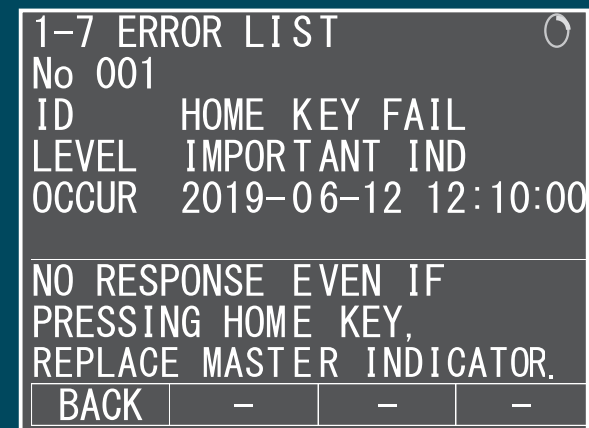 1-7 ERROR LIST
No 001
ID HOME KEY FAIL
LEVEL IMPORTANT IND
OCCUR 2019-06-12 12:10:00
NO RESPONSE EVEN IF
PRESSING HOME KEY,
REPLACE MASTER INDICATOR.
BACK - - -